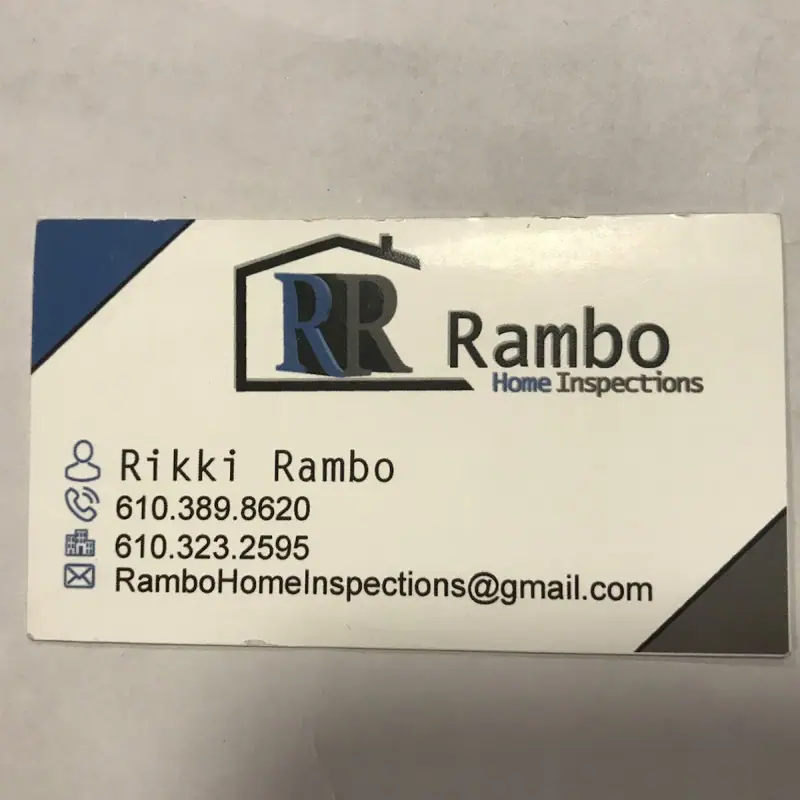 RR
Rambo
Home Inspections
Rikki Rambo
610.389.8620
610.323.2595
RamboHomeInspections@gmail.com